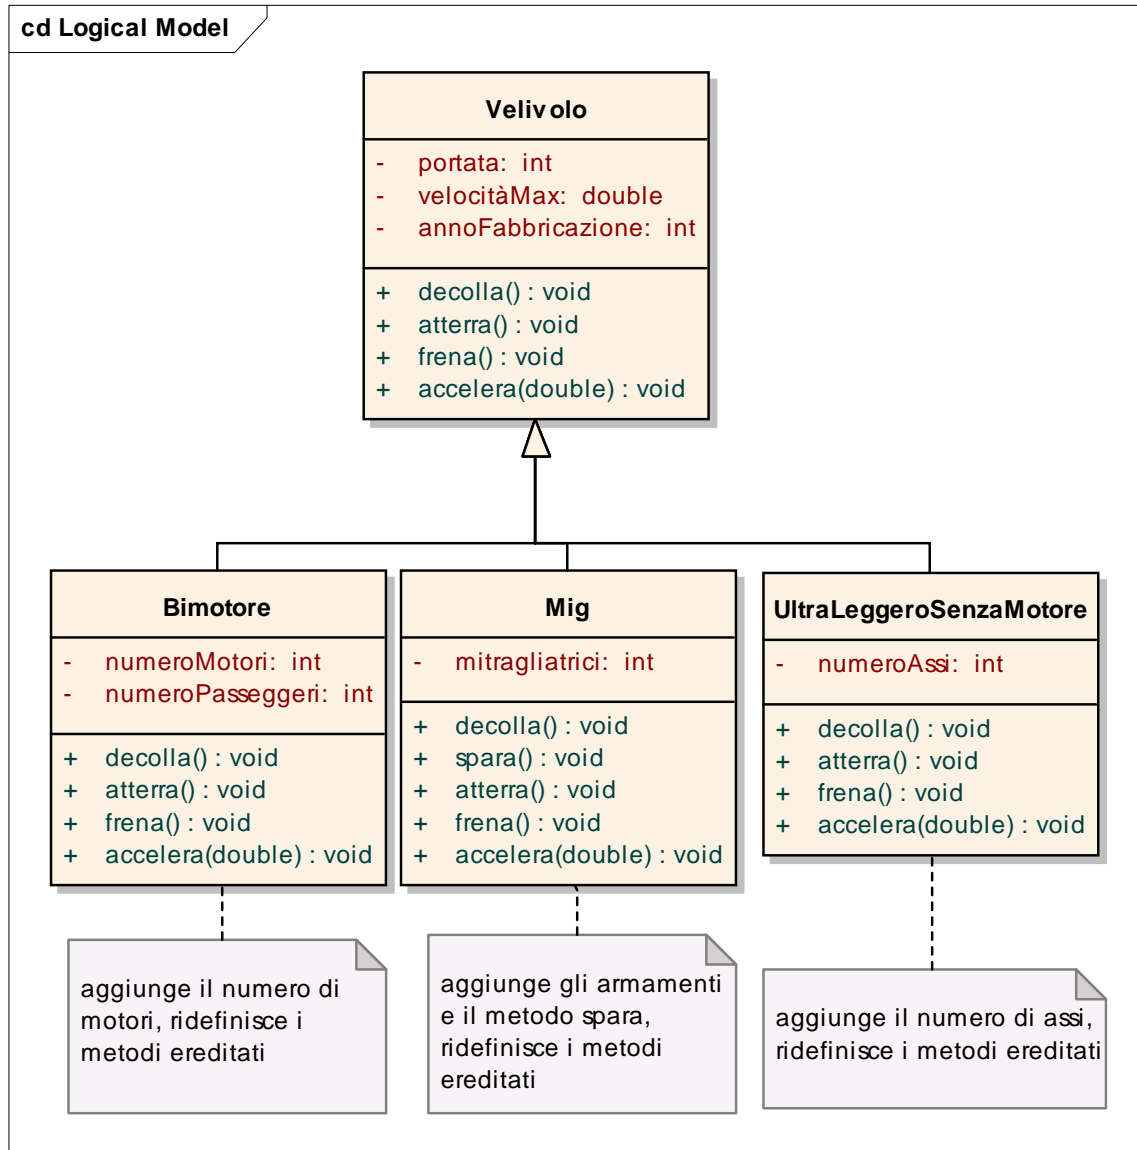 cd Logical Model
Velivolo
- portata: int
- velocitàMax: double
- annoFabbricazione: int
+ decolla() : void
+ atterra() : void
+ frena() : void
+ accelera(double) : void
Bimotore
- numeroMotori: int
- numeroPasseggeri: int
+ decolla() : void
+ atterra() : void
+ frena() : void
+ accelera(double) : void
Mig
- mitragliatrici: int
+ decolla() : void
+ spara() : void
+ atterra() : void
+ frena() : void
+ accelera(double) : void
UltraLeggeroSenzaMotore
- numeroAssi: int
+ decolla() : void
+ atterra() : void
+ frena() : void
+ accelera(double) : void
aggiunge il numero di
motori, ridefinisce i
metodi ereditati
aggiunge gli armamenti
e il metodo spara,
ridefinisce i metodi
ereditati
aggiunge il numero di assi,
ridefinisce i metodi ereditati